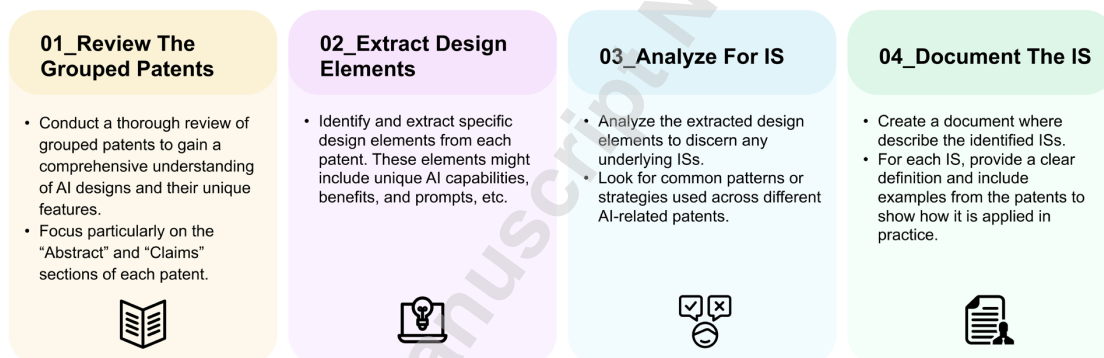 01_Review The
Grouped Patents
• Conduct a thorough review of
grouped patents to gain a
comprehensive understanding
of AI designs and their unique
features.
• Focus particularly on the
“Abstract” and “Claims”
sections of each patent.
02_Extract Design
Elements
• Identify and extract specific
design elements from each
patent. These elements might
include unique AI capabilities,
benefits, and prompts, etc.
03_Analyze For IS
• Analyze the extracted design
elements to discern any
underlying ISs.
• Look for common patterns or
strategies used across different
AI-related patents.
04_Document The IS
• Create a document where
describe the identified ISs.
• For each IS, provide a clear
definition and include
examples from the patents to
show how it is applied in
practice.